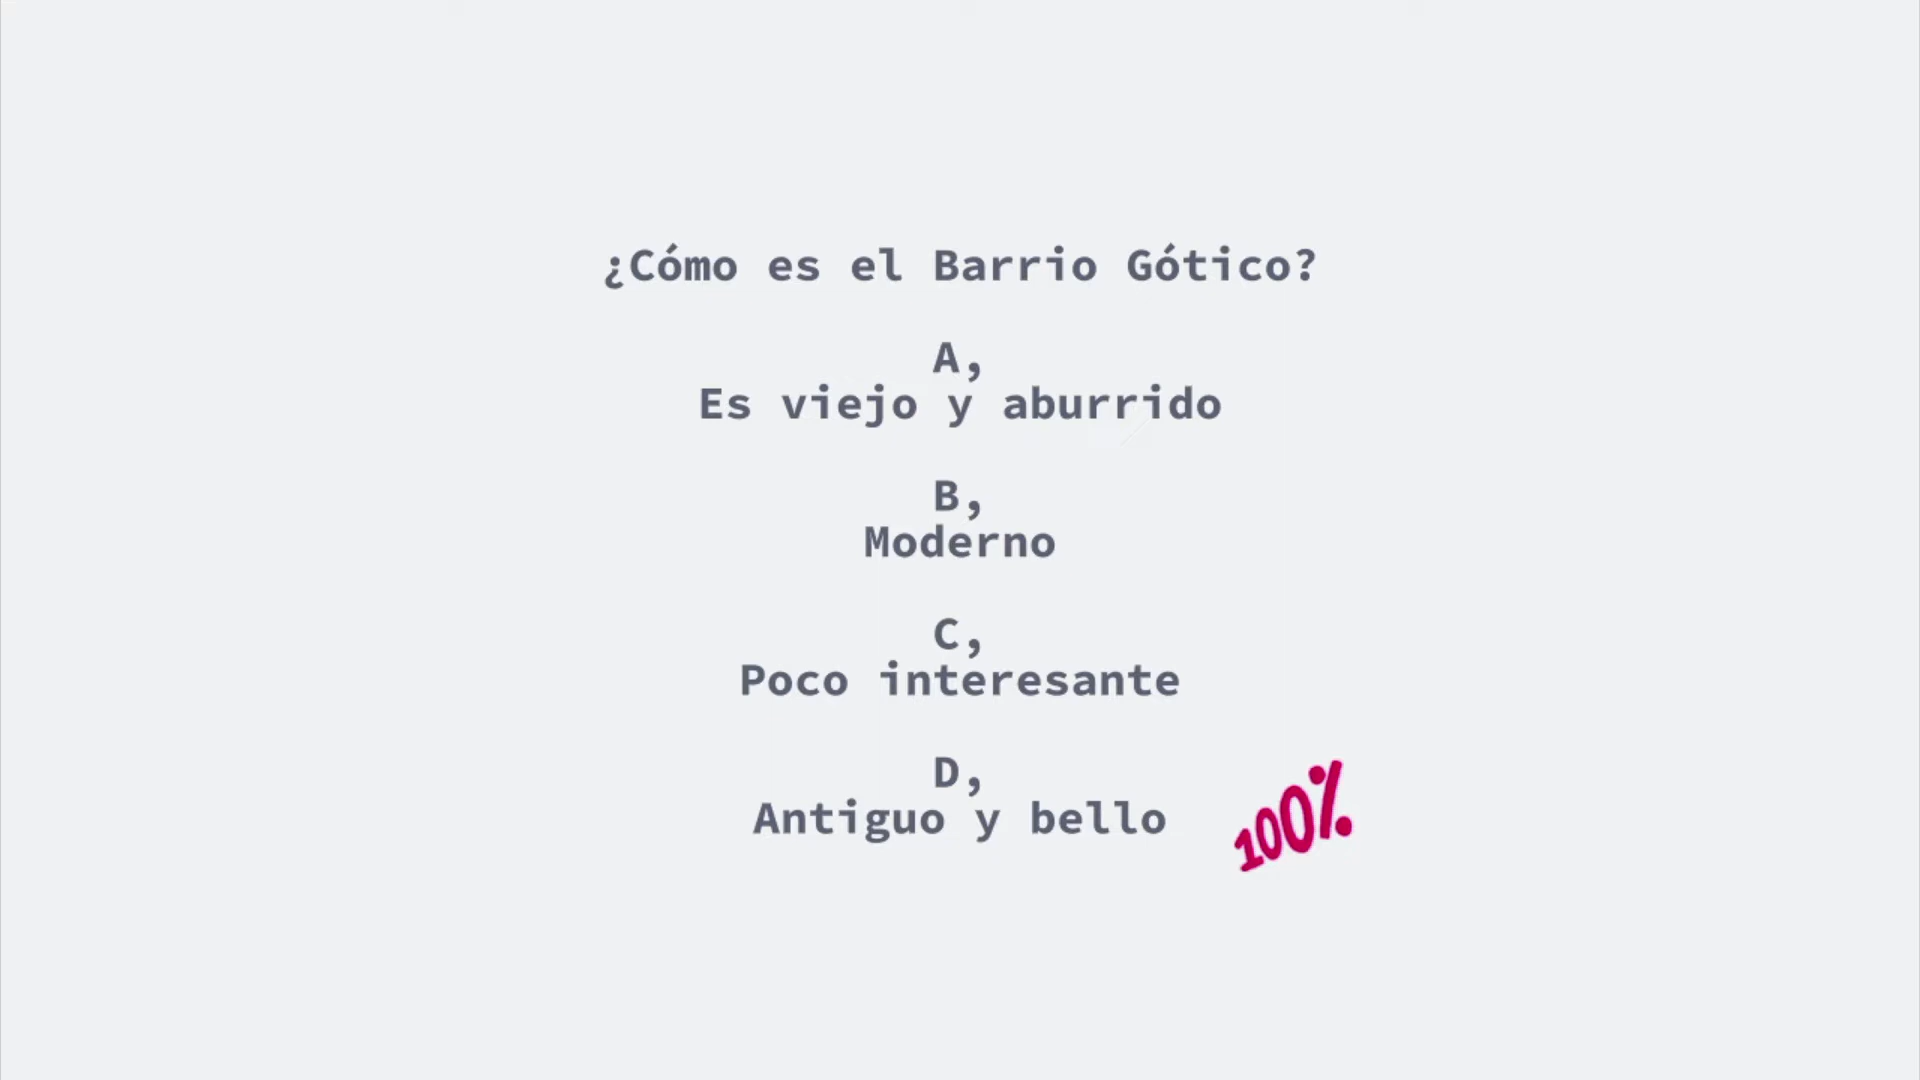 ¿Cómo es el Barrio Gótico?
A,
Es viejo y aburrido
B,
Moderno
C,
Poco interesante
D,
Antiguo y bello
100%